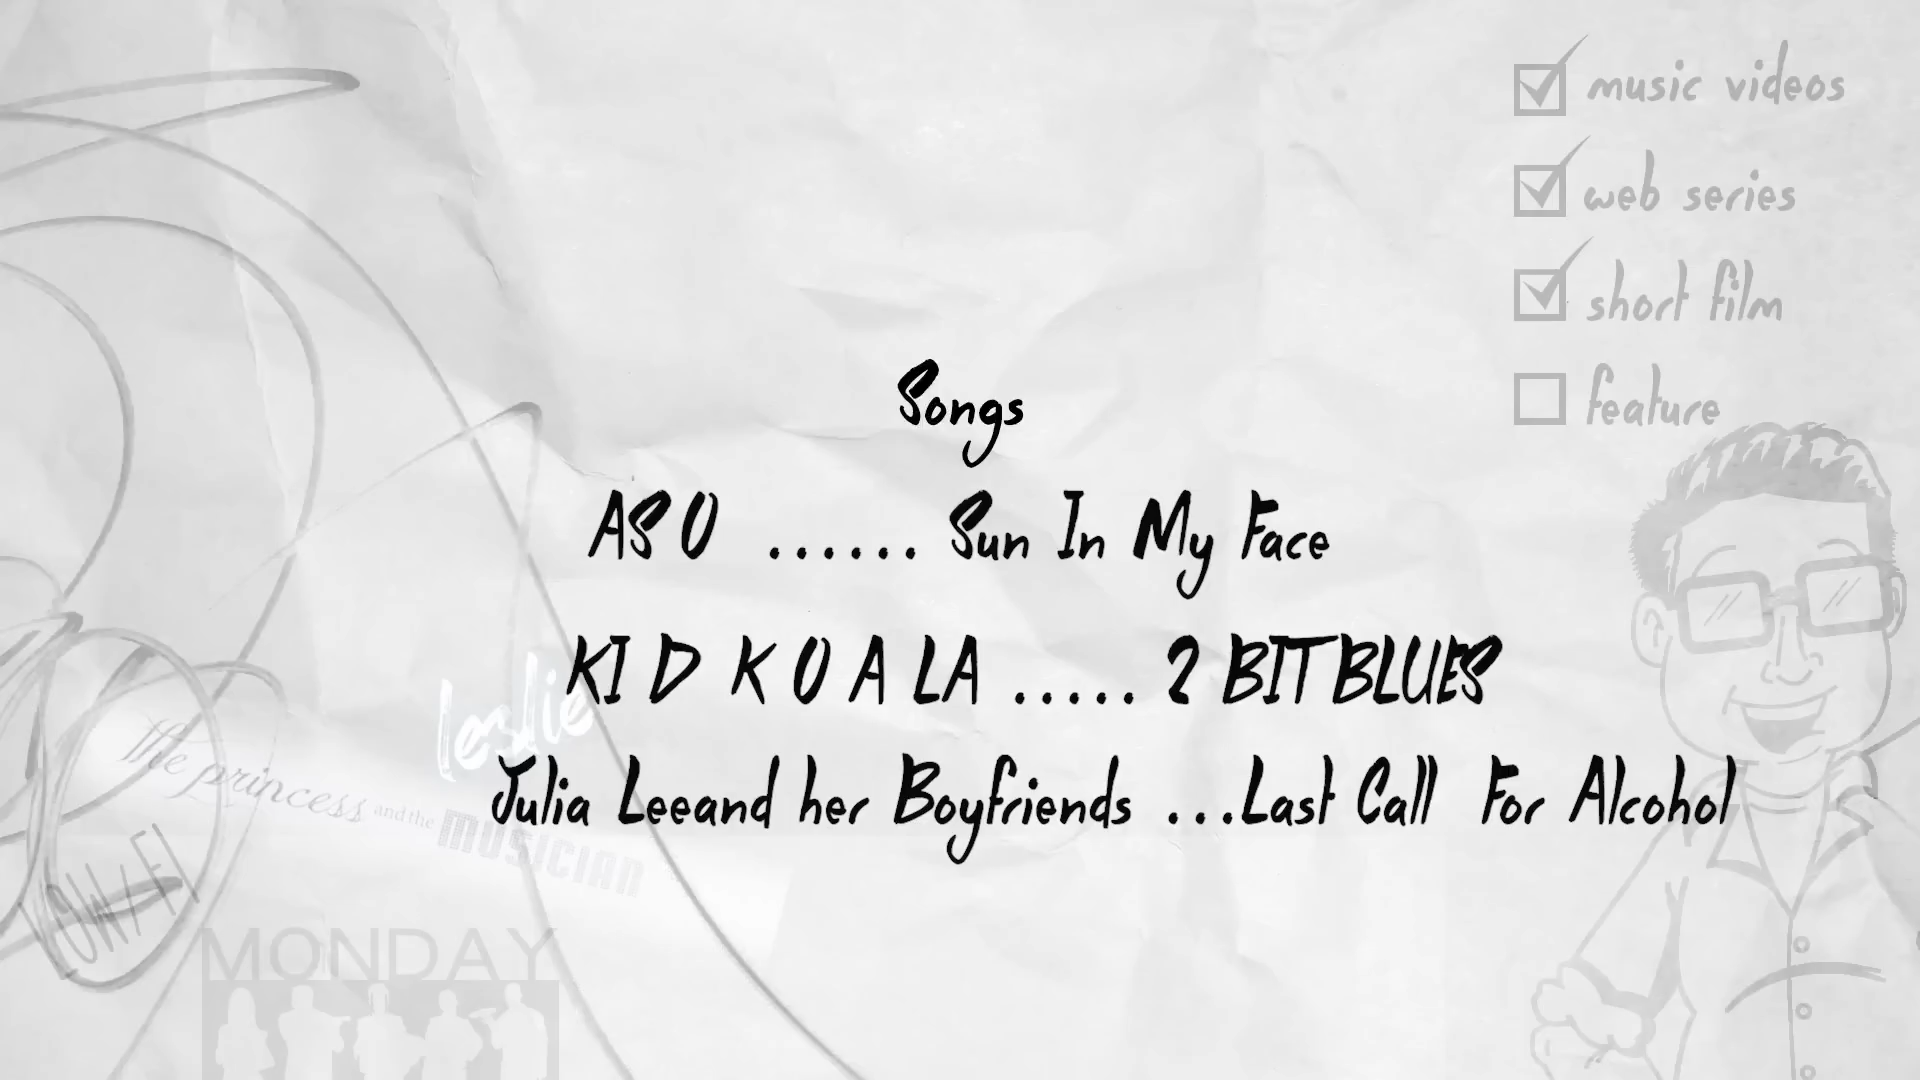 music videos
web series
short film
feature
Songs
ASO ...... Sun In My Face
KID KOALA ..... 2 BIT BLUES
Julia Leeand her Boyfriends ...Last Call For Alcohol
leslie
the princess and the MUSICIAN
MONDAY